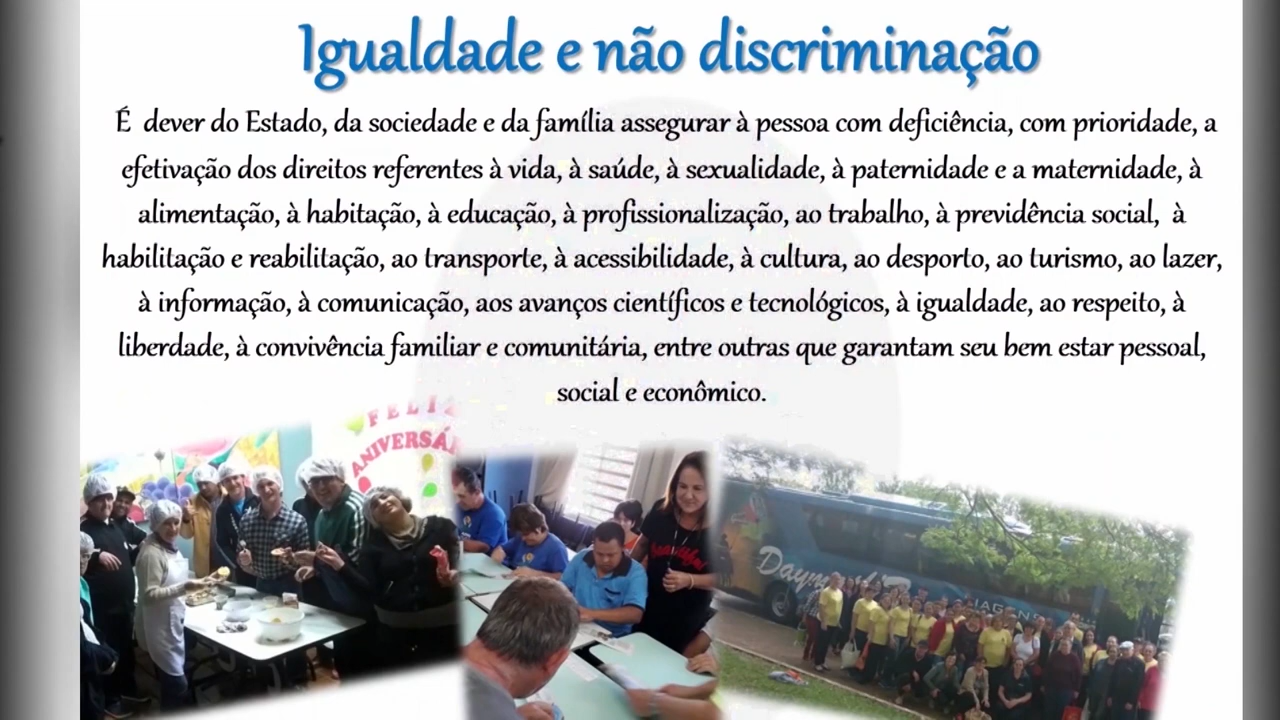 Igualdade e não discriminação
É dever do Estado, da sociedade e da família assegurar à pessoa com deficiência, com prioridade, a
efetivação dos direitos referentes à vida, à saúde, à sexualidade, à paternidade e a maternidade, à
alimentação, à habitação, à educação, à profissionalização, ao trabalho, à previdência social, à
habilitação e reabilitação, ao transporte, à acessibilidade, à cultura, ao desporto, ao turismo, ao lazer,
à informação, à comunicação, aos avanços científicos e tecnológicos, à igualdade, ao respeito, à
liberdade, à convivência familiar e comunitária, entre outras que garantam seu bem estar pessoal,
social e econômico.
FELIZ
ANIVERSÁ